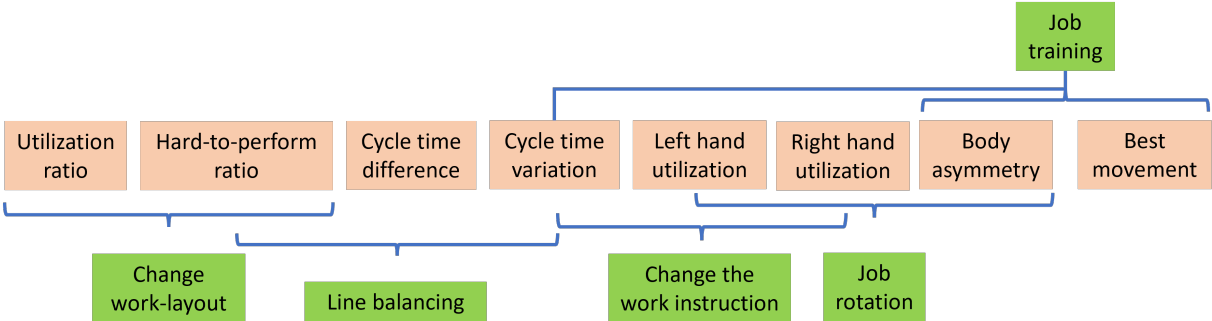 Job
training
Utilization
ratio
Hard-to-perform
ratio
Cycle time
difference
Cycle time
variation
Left hand
utilization
Right hand
utilization
Body
asymmetry
Best
movement
Change
work-layout
Line balancing
Change the
work instruction
Job
rotation